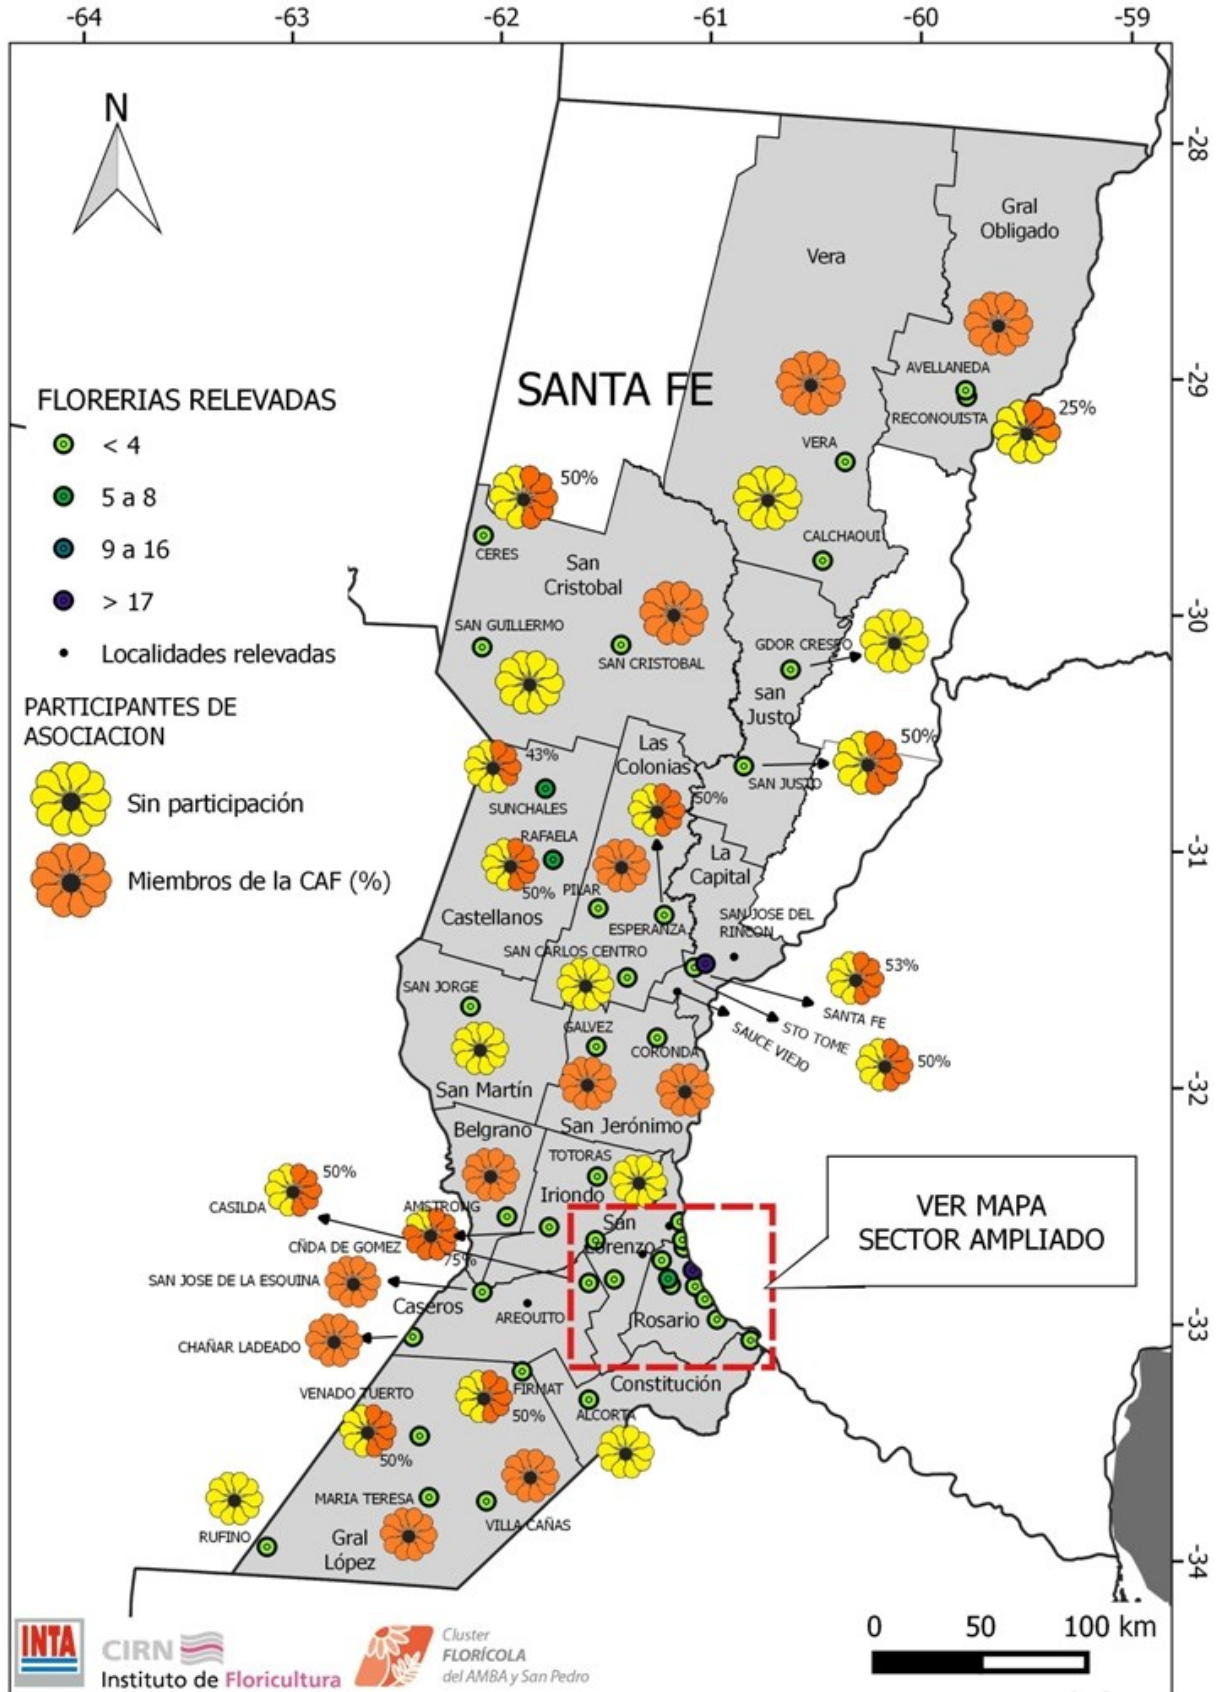 -64
-63
-62
-61
-60
-59
N
-28
Gral
Obligado
Vera
SANTA FE
AVELLANEDA
-29
FLORERIAS RELEVADAS
RECONQUISTA
25%
< 4
VERA
5 a 8
50%
9 a 16
CERES
CALCHAQUI
San
Cristobal
> 17
-30
SAN GUILLERMO
Localidades relevadas
SAN CRISTOBAL
GDOR CRESPO
san
Justo
PARTICIPANTES DE
ASOCIACION
Las
Colonias
50%
43%
SAN JUSTO
Sin participación
SUNCHALES
50%
RAFAELA
La
Capital
-31
Miembros de la CAF (%)
50%
PILAR
Castellanos
SAN JOSE DEL
RINCON
ESPERANZA
SAN CARLOS CENTRO
53%
SAN JORGE
SANTA FE
STO TOME
SAUCE VIEJO
GALVEZ
CORONDA
50%
San Martín
-32
San Jerónimo
Belgrano
TOTORAS
50%
Iriondo
CASILDA
AMSTRONG
VER MAPA
SECTOR AMPLIADO
San
Lorenzo
CÑDA DE GOMEZ
75%
SAN JOSE DE LA ESQUINA
Caseros
AREQUITO
Rosario
-33
CHAÑAR LADEADO
Constitución
VENADO TUERTO
FIRMAT
50%
ALCORTA
50%
MARIA TERESA
VILLA CAÑAS
RUFINO
Gral
López
-34
INTA
CIRN
Instituto de Floricultura
Cluster
FLORÍCOLA
del AMBA y San Pedro
0 50 100 km